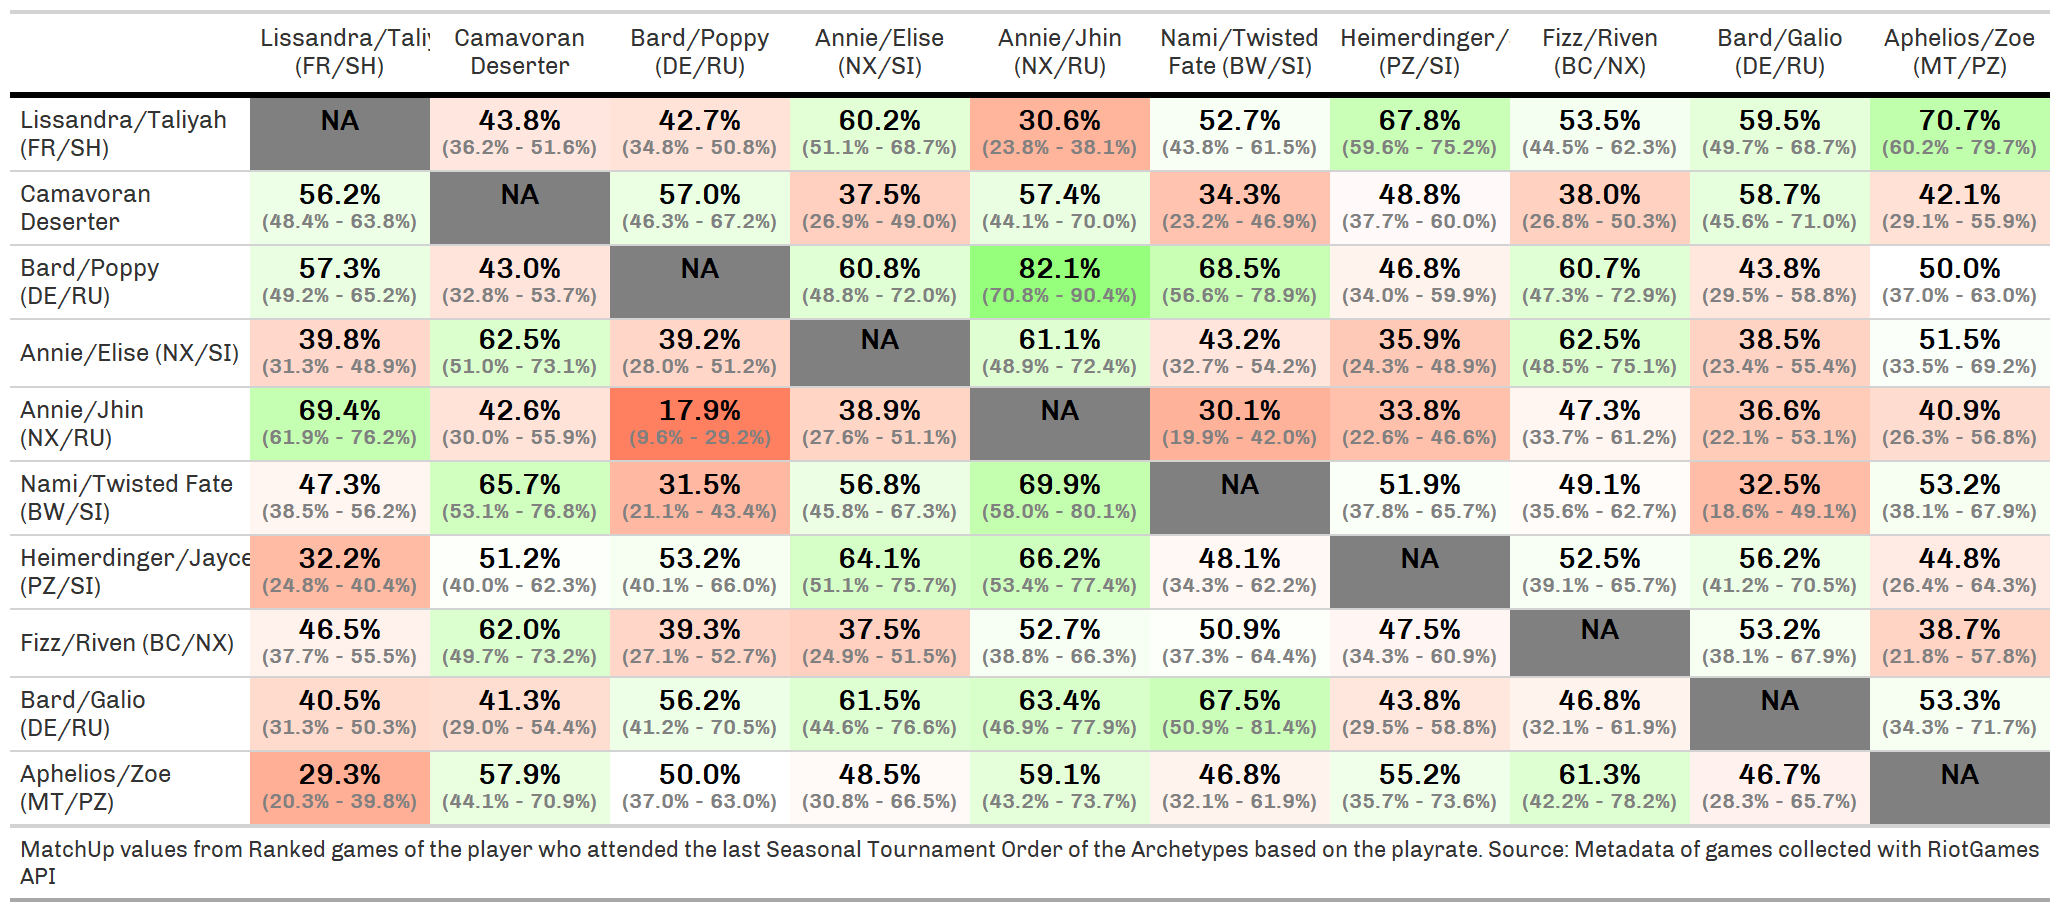 Lissandra/Taliy Camavoran Bard/Poppy Annie/Elise Annie/Jhin Nami/Twisted Heimerdinger/ Fizz/Riven Bard/Galio Aphelios/Zoe
(FR/SH) Deserter (DE/RU) (NX/SI) (NX/RU) Fate (BW/SI) (PZ/SI) (BC/NX) (DE/RU) (MT/PZ)
Lissandra/Taliyah NA 43.8% 42.7% 60.2% 30.6% 52.7% 67.8% 53.5% 59.5% 70.7%
(FR/SH) (36.2% - 51.6%) (34.8% - 50.8%) (51.1% - 68.7%) (23.8% - 38.1%) (43.8% - 61.5%) (59.6% - 75.2%) (44.5% - 62.3%) (49.7% - 68.7%) (60.2% - 79.7%)
Camavoran 56.2% NA 57.0% 37.5% 57.4% 34.3% 48.8% 38.0% 58.7% 42.1%
Deserter (48.4% - 63.8%) (46.3% - 67.2%) (26.9% - 49.0%) (44.1% - 70.0%) (23.2% - 46.9%) (37.7% - 60.0%) (26.8% - 50.3%) (45.6% - 71.0%) (29.1% - 55.9%)
Bard/Poppy 57.3% 43.0% NA 60.8% 82.1% 68.5% 46.8% 60.7% 43.8% 50.0%
(DE/RU) (49.2% - 65.2%) (32.8% - 53.7%) (48.8% - 72.0%) (70.8% - 90.4%) (56.6% - 78.9%) (34.0% - 59.9%) (47.3% - 72.9%) (29.5% - 58.8%) (37.0% - 63.0%)
Annie/Elise (NX/SI) 39.8% 62.5% 39.2% NA 61.1% 43.2% 35.9% 62.5% 38.5% 51.5%
(31.3% - 48.9%) (51.0% - 73.1%) (28.0% - 51.2%) (48.9% - 72.4%) (32.7% - 54.2%) (24.3% - 48.9%) (48.5% - 75.1%) (23.4% - 55.4%) (33.5% - 69.2%)
Annie/Jhin 69.4% 42.6% 17.9% 38.9% NA 30.1% 33.8% 47.3% 36.6% 40.9%
(NX/RU) (61.9% - 76.2%) (30.0% - 55.9%) (9.6% - 29.2%) (27.6% - 51.1%) (19.9% - 42.0%) (22.6% - 46.6%) (33.7% - 61.2%) (22.1% - 53.1%) (26.3% - 56.8%)
Nami/Twisted Fate 47.3% 65.7% 31.5% 56.8% 69.9% NA 51.9% 49.1% 32.5% 53.2%
(BW/SI) (38.5% - 56.2%) (53.1% - 76.8%) (21.1% - 43.4%) (45.8% - 67.3%) (58.0% - 80.1%) (37.8% - 65.7%) (35.6% - 62.7%) (18.6% - 49.1%) (38.1% - 67.9%)
Heimerdinger/Jayce 32.2% 51.2% 53.2% 64.1% 66.2% 48.1% NA 52.5% 56.2% 44.8%
(PZ/SI) (24.8% - 40.4%) (40.0% - 62.3%) (40.1% - 66.0%) (51.1% - 75.7%) (53.4% - 77.4%) (34.3% - 62.2%) (39.1% - 65.7%) (41.2% - 70.5%) (26.4% - 64.3%)
Fizz/Riven (BC/NX) 46.5% 62.0% 39.3% 37.5% 52.7% 50.9% 47.5% NA 53.2% 38.7%
(37.7% - 55.5%) (49.7% - 73.2%) (27.1% - 52.7%) (24.9% - 51.5%) (38.8% - 66.3%) (37.3% - 64.4%) (34.3% - 60.9%) (38.1% - 67.9%) (21.8% - 57.8%)
Bard/Galio 40.5% 41.3% 56.2% 61.5% 63.4% 67.5% 43.8% 46.8% NA 53.3%
(DE/RU) (31.3% - 50.3%) (29.0% - 54.4%) (41.2% - 70.5%) (44.6% - 76.6%) (46.9% - 77.9%) (50.9% - 81.4%) (29.5% - 58.8%) (32.1% - 61.9%) (34.3% - 71.7%)
Aphelios/Zoe 29.3% 57.9% 50.0% 48.5% 59.1% 46.8% 55.2% 61.3% 46.7% NA
(MT/PZ) (20.3% - 39.8%) (44.1% - 70.9%) (37.0% - 63.0%) (30.8% - 66.5%) (43.2% - 73.7%) (32.1% - 61.9%) (35.7% - 73.6%) (42.2% - 78.2%) (28.3% - 65.7%)
MatchUp values from Ranked games of the player who attended the last Seasonal Tournament Order of the Archetypes based on the playrate. Source: Metadata of games collected with RiotGames
API